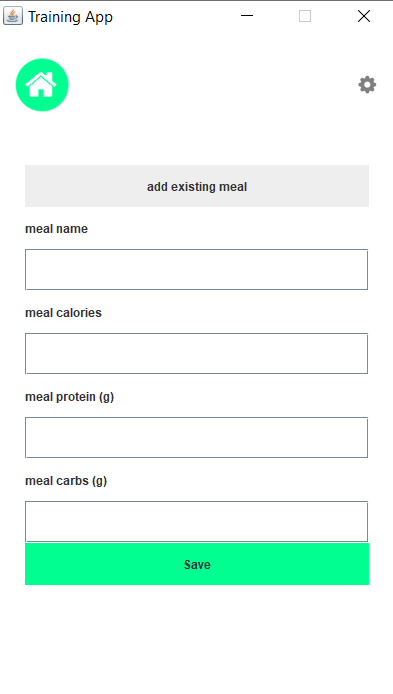 Training App
add existing meal
meal name
meal calories
meal protein (g)
meal carbs (g)
Save